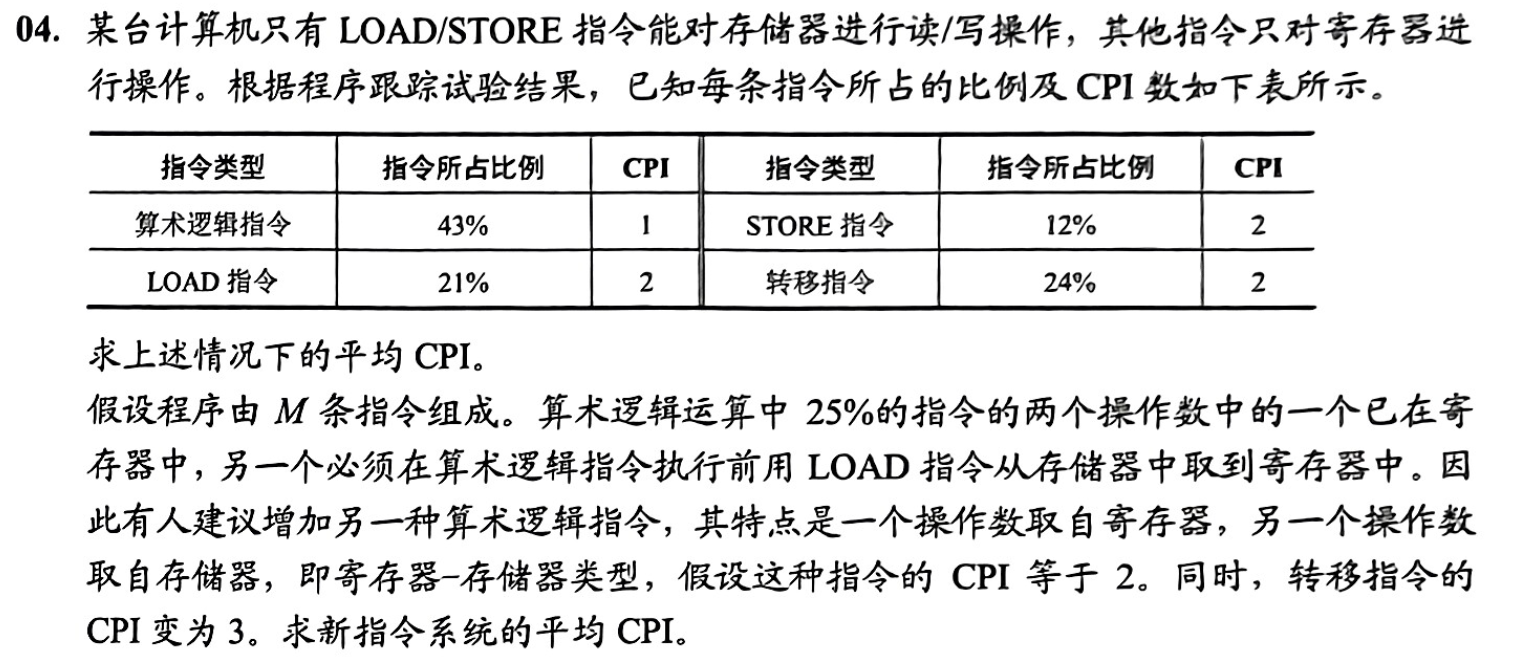 04. 某台计算机只有 LOAD/STORE 指令能对存储器进行读/写操作，其他指令只对寄存器进
行操作。根据程序跟踪试验结果，已知每条指令所占的比例及 CPI 数如下表所示。
指令类型 指令所占比例 CPI 指令类型 指令所占比例 CPI
算术逻辑指令 43% 1 STORE 指令 12% 2
LOAD 指令 21% 2 转移指令 24% 2
求上述情况下的平均 CPI。
假设程序由 M 条指令组成。算术逻辑运算中 25%的指令的两个操作数中的一个已在寄
存器中，另一个必须在算术逻辑指令执行前用 LOAD 指令从存储器中取到寄存器中。因
此有人建议增加另一种算术逻辑指令，其特点是一个操作数取自寄存器，另一个操作数
取自存储器，即寄存器-存储器类型，假设这种指令的 CPI 等于 2。同时，转移指令的
CPI 变为 3。求新指令系统的平均 CPI。